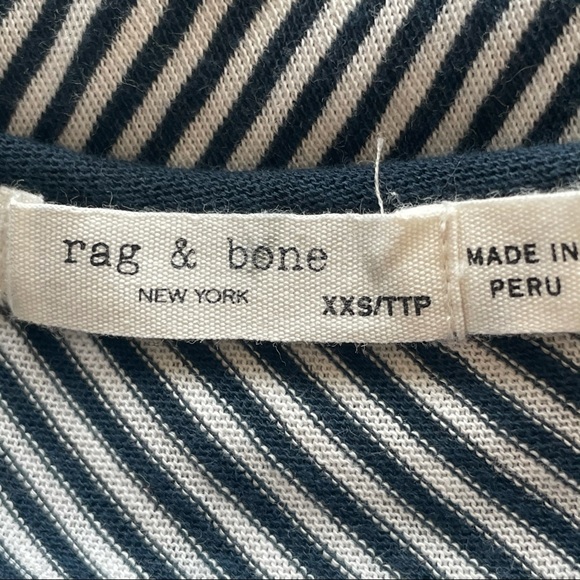 rag & bone
NEW YORK
XXS/TTP
MADE IN
PERU